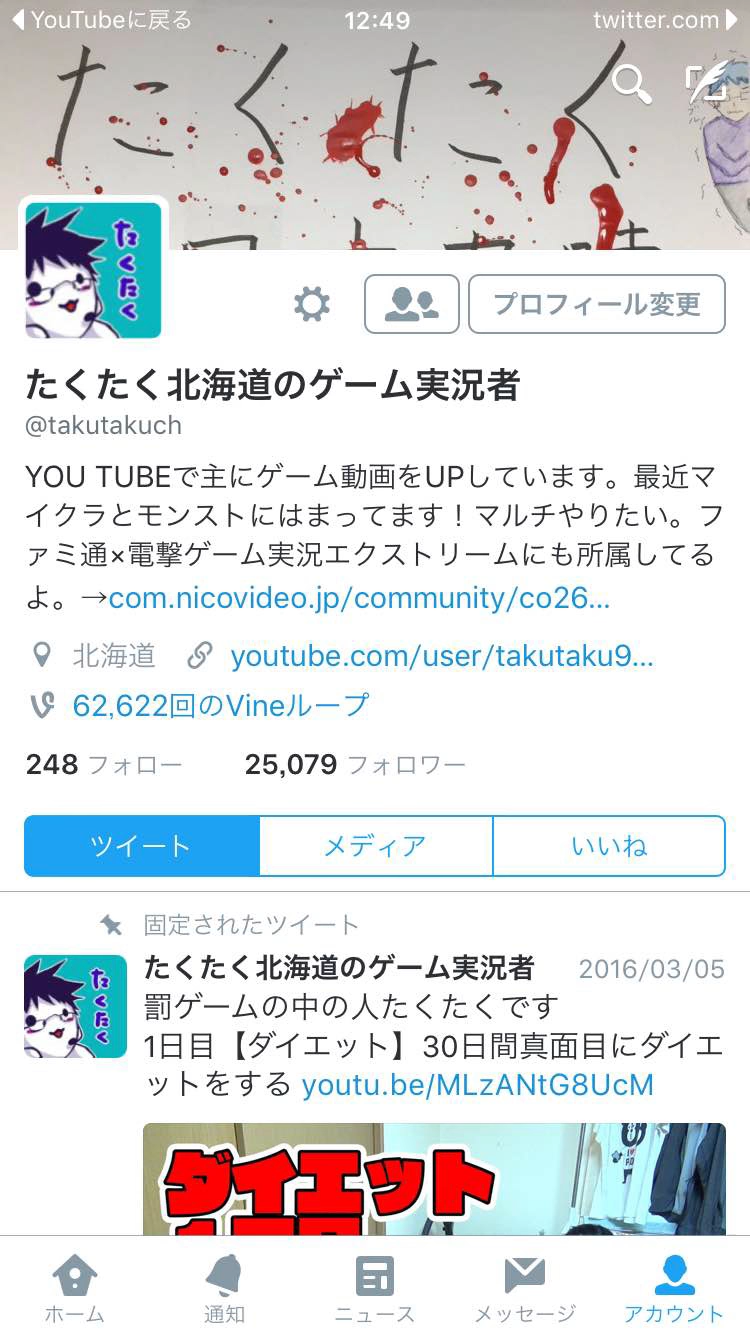 YouTubeに戻る 12:49 twitter.com
たくたく
たくたく
プロフィール変更
たくたく北海道のゲーム実況者
@takutakuch
YOU TUBEで主にゲーム動画をUPしています。最近マ
イクラとモンストにはまってます！マルチやりたい。フ
ァミ通×電撃ゲーム実況エクストリームにも所属してる
よ。→com.nicovideo.jp/community/co26...
北海道 youtube.com/user/takutaku9...
62,622回のVineループ
248 フォロー 25,079 フォロワー
ツイート メディア いいね
固定されたツイート
たくたく
たくたく北海道のゲーム実況者 2016/03/05
罰ゲームの中の人たくたくです
1日目【ダイエット】30日間真面目にダイエ
ットをする youtu.be/MLzANtG8UcM
ダイエット
ホーム 通知 ニュース メッセージ アカウント